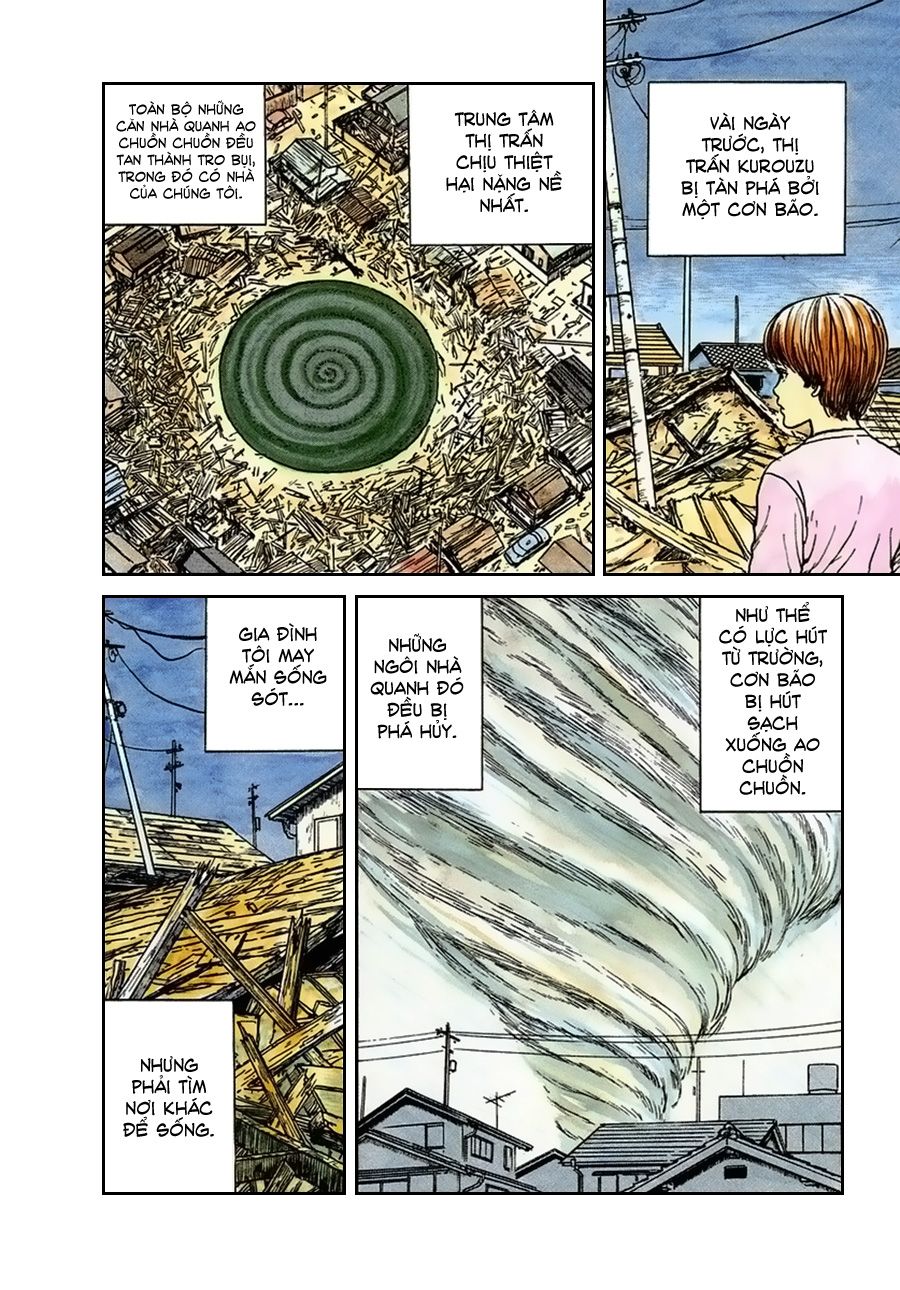 VÀI NGÀY
TRƯỚC, THỊ
TRẤN KUROUZU
BỊ TÀN PHÁ BỞI
MỘT CƠN BÃO.
TRUNG TÂM
THỊ TRẤN
CHỊU THIỆT
HẠI NẶNG NỀ
NHẤT.
TOÀN BỘ NHỮNG
CĂN NHÀ QUANH AO
CHUỒN CHUỒN ĐỀU
TAN THÀNH TRO BỤI,
TRONG ĐÓ CÓ NHÀ
CỦA CHÚNG TÔI.
NHƯ THỂ
CÓ LỰC HÚT
TỪ TRƯỜNG,
CƠN BÃO
BỊ HÚT
SẠCH
XUỐNG AO
CHUỒN
CHUỒN.
NHỮNG
NGÔI NHÀ
QUANH ĐÓ
ĐỀU BỊ
PHÁ HỦY.
GIA ĐÌNH
TÔI MAY
MẮN SỐNG
SÓT...
NHƯNG
PHẢI TÌM
NƠI KHÁC
ĐỂ SỐNG.